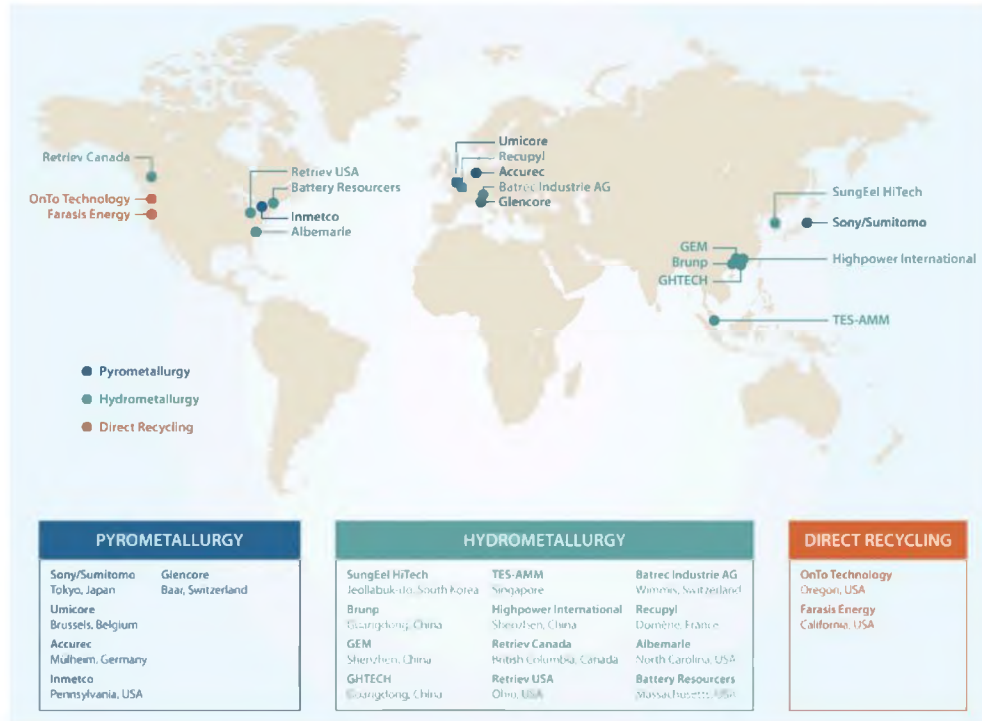 Retriev Canada
OnTo Technology
Farasis Energy
Retriev USA
Battery Resourcers
Inmetco
Albemarle
Umicore
Recupyl
Accurec
Batrec Industrie AG
Glencore
SungEel HiTech
Sony/Sumitomo
GEM
Brunp
GHTECH
Highpower International
TES-AMM
Pyrometallurgy
Hydrometallurgy
Direct Recycling
PYROMETALLURGY
Sony/Sumitomo
Tokyo, Japan
Umicore
Brussels, Belgium
Accurec
Mülheim, Germany
Inmetco
Pennsylvania, USA
Glencore
Baar, Switzerland
HYDROMETALLURGY
SungEel HiTech
Jeollabuk-do, South Korea
Brunp
Guangdong, China
GEM
Shenzhen, China
GHTECH
Guangdong, China
TES-AMM
Singapore
Highpower International
Shenzhen, China
Retriev Canada
British Columbia, Canada
Retriev USA
Ohio, USA
Batrec Industrie AG
Wimmis, Switzerland
Recupyl
Domène, France
Albemarle
North Carolina, USA
Battery Resourcers
Massachusetts, USA
DIRECT RECYCLING
OnTo Technology
Oregon, USA
Farasis Energy
California, USA